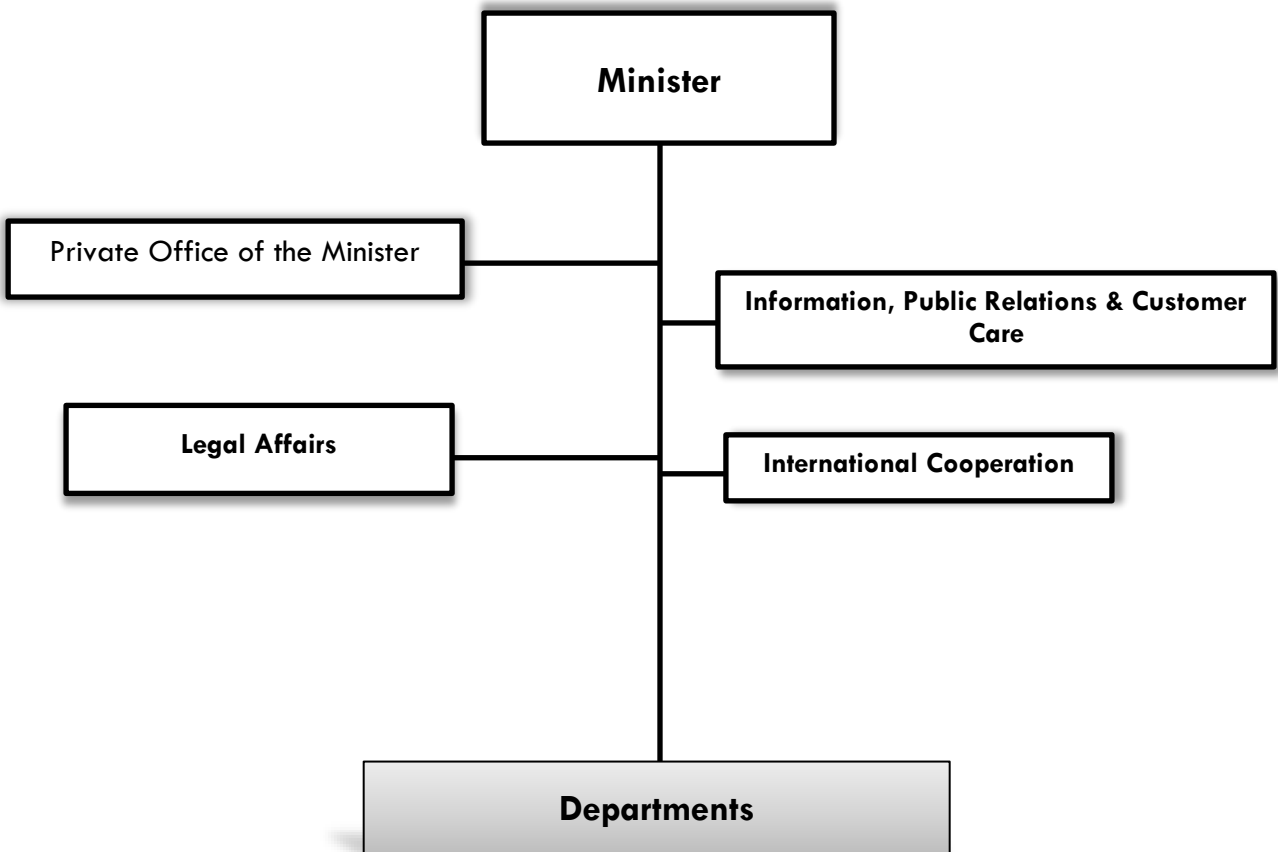 Minister
Private Office of the Minister
Information, Public Relations & Customer
Care
Legal Affairs
International Cooperation
Departments